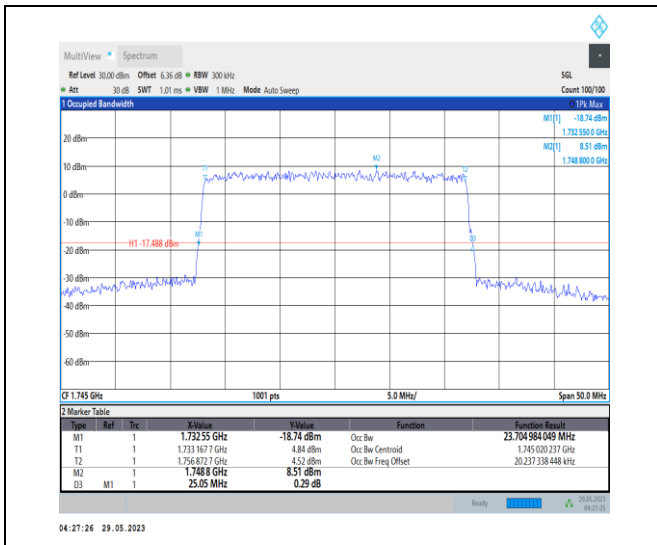 MultiView Spectrum
Ref Level 30.00 dBm Offset 6.36 dB RBW 300 kHz SGL
Att 30 dB SWT 1.01 ms VBW 1 MHz Mode Auto Sweep Count 100/100
1 Occupied Bandwidth 1Pk Max
M1[1] -18.74 dBm
1.732 550 0 GHz
M2[1] 8.51 dBm
1.748 800 0 GHz
20 dBm
M2
T1 T2
10 dBm
0 dBm
-10 dBm
M1 D3
H1 -17.488 dBm
-20 dBm
-30 dBm
-40 dBm
-50 dBm
-60 dBm
CF 1.745 GHz 1001 pts 5.0 MHz/ Span 50.0 MHz
2 Marker Table
Type Ref Trc X-Value Y-Value Function Function Result
M1 1 1.732 55 GHz -18.74 dBm Occ Bw 23.704 984 049 MHz
T1 1 1.733 167 7 GHz 4.84 dBm Occ Bw Centroid 1.745 020 237 GHz
T2 1 1.756 872 7 GHz 4.52 dBm Occ Bw Freq Offset 20.237 338 448 kHz
M2 1 1.748 8 GHz 8.51 dBm
D3 M1 1 25.05 MHz 0.29 dB
Ready 29.05.2023
04:27:25
04:27:26 29.05.2023